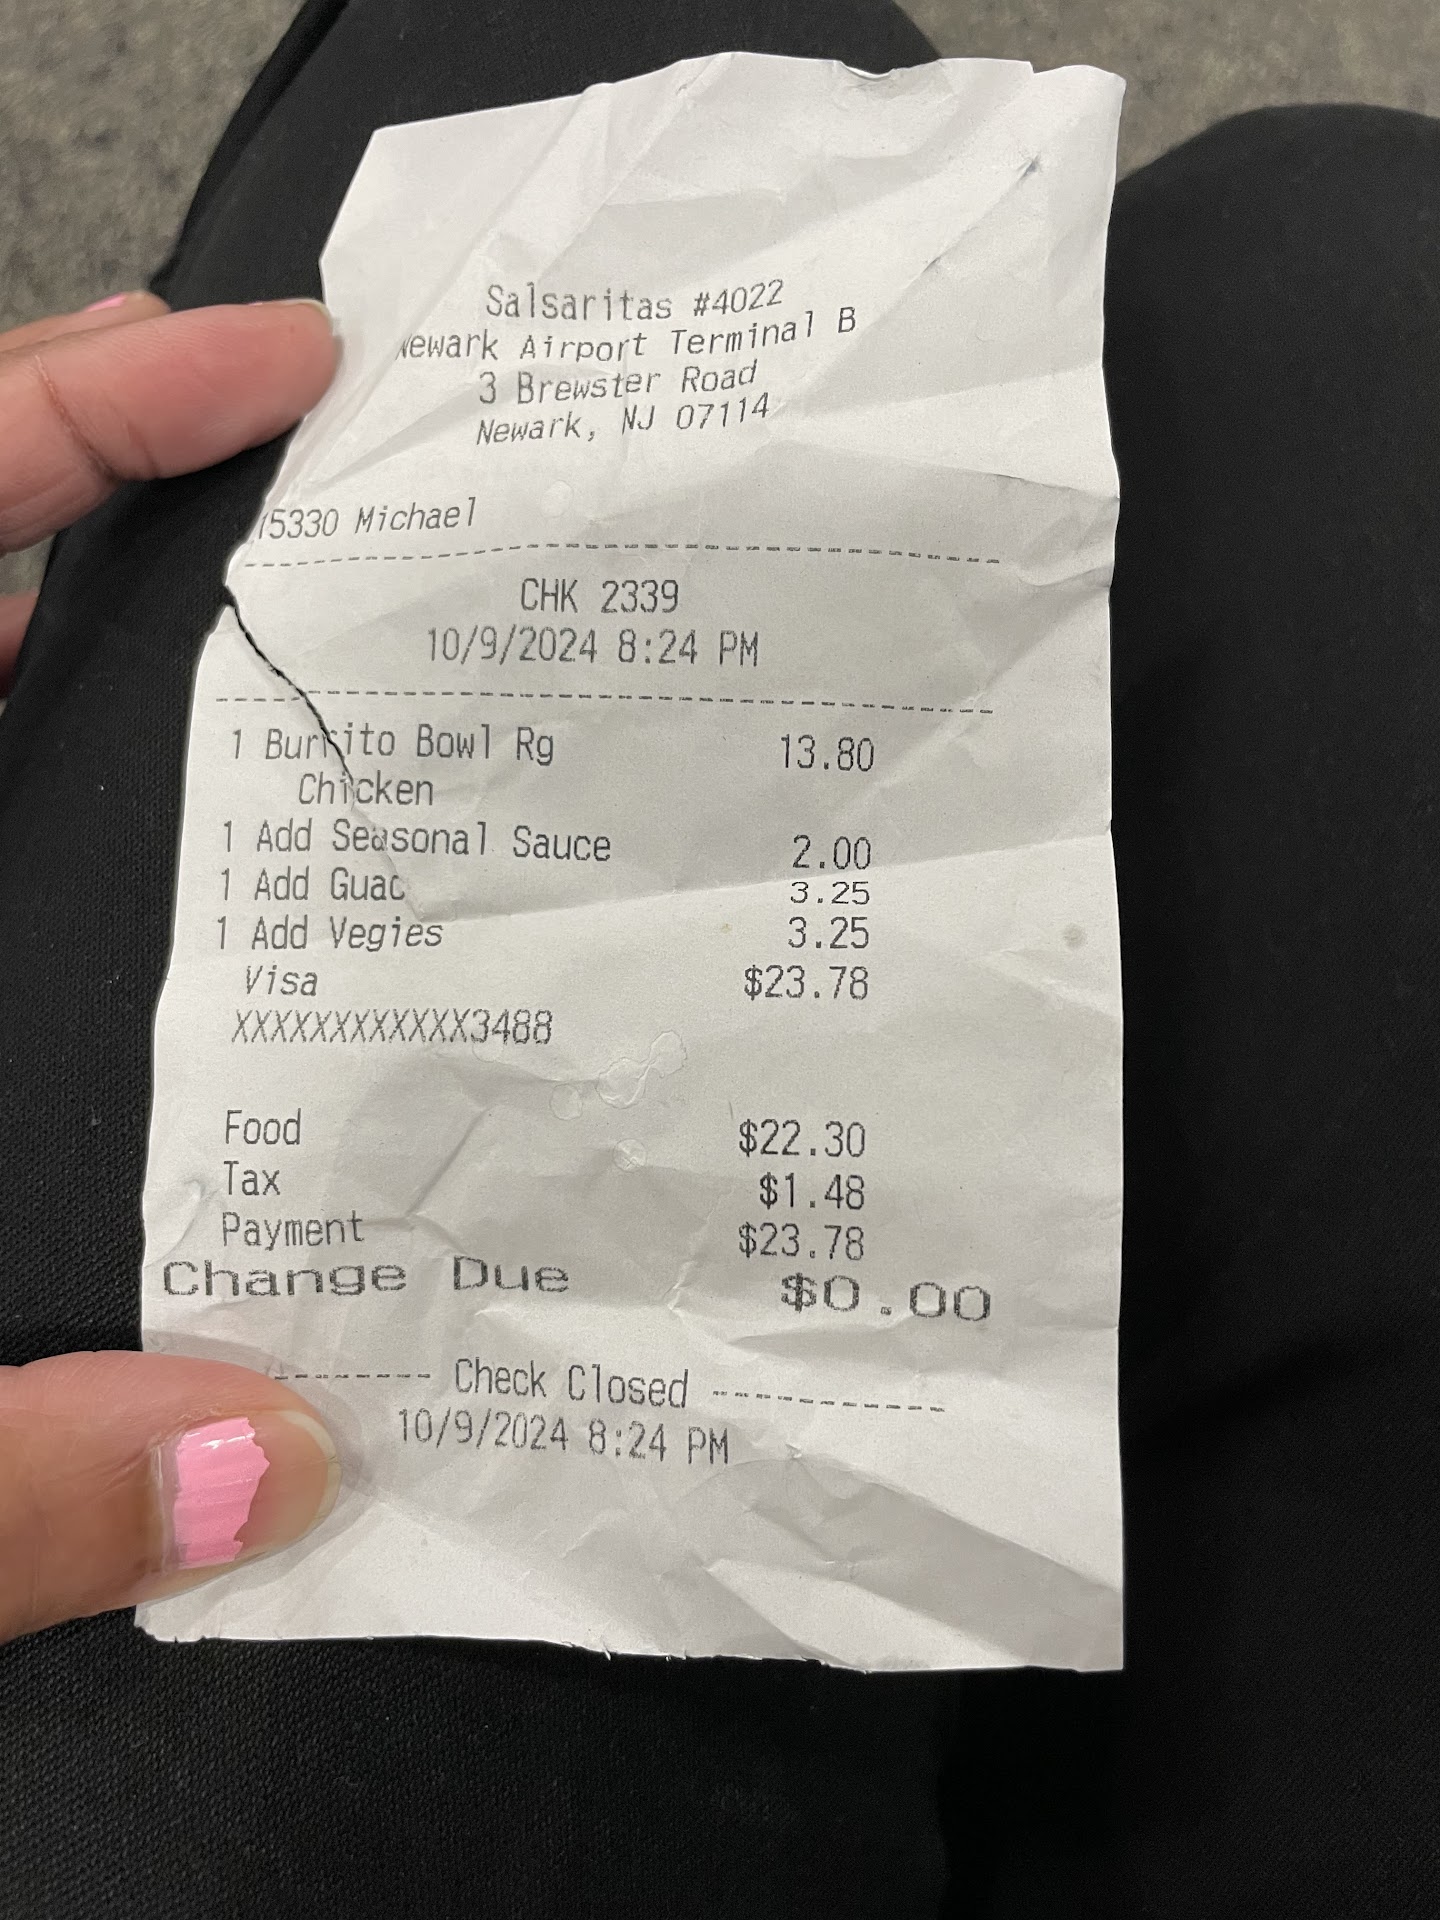 Salsaritas #4022
Newark Airport Terminal B
3 Brewster Road
Newark, NJ 07114
15330 Michael
CHK 2339
10/9/2024 8:24 PM
1 Burrito Bowl Rg 13.80
Chicken
1 Add Seasonal Sauce 2.00
1 Add Guac 3.25
1 Add Vegies 3.25
Visa $23.78
XXXXXXXXXXXX3488
Food $22.30
Tax $1.48
Payment $23.78
Change Due $0.00
--------- Check Closed ------------
10/9/2024 8:24 PM